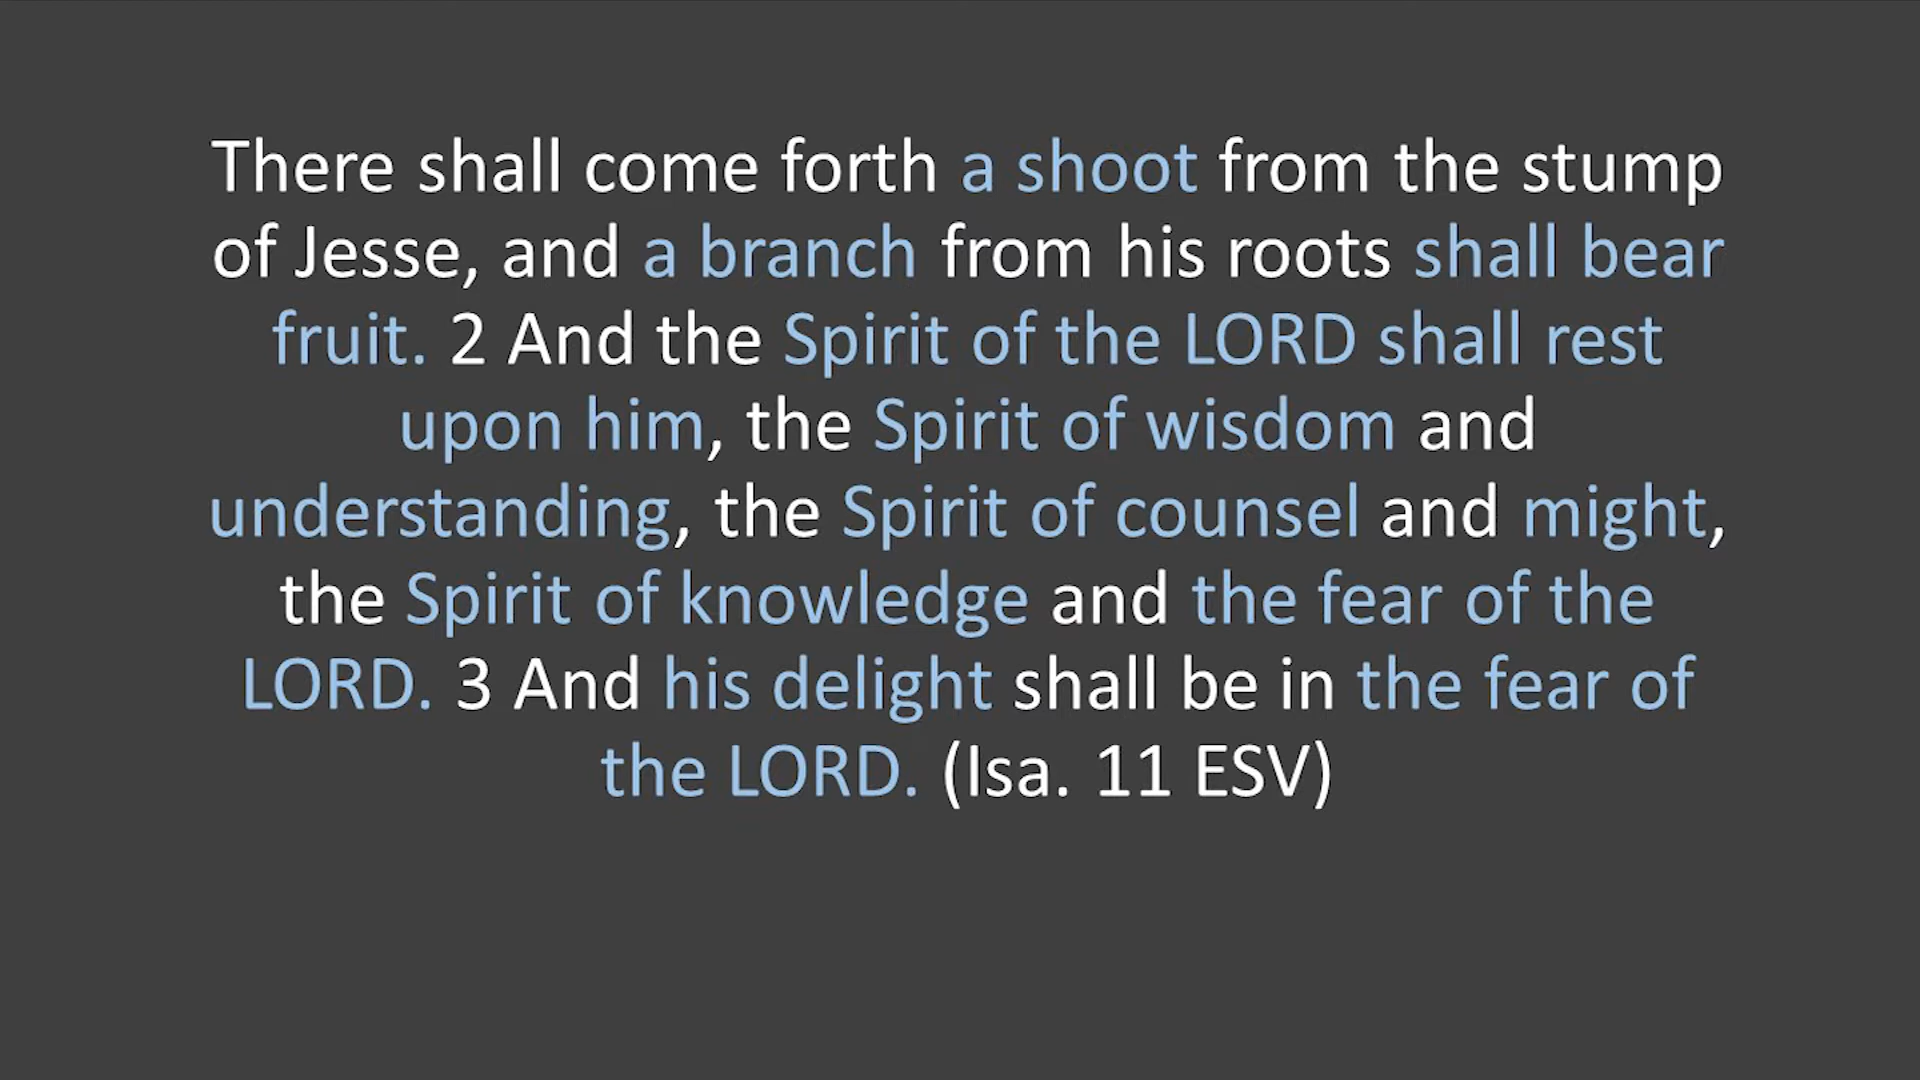 There shall come forth a shoot from the stump
of Jesse, and a branch from his roots shall bear
fruit. 2 And the Spirit of the LORD shall rest
upon him, the Spirit of wisdom and
understanding, the Spirit of counsel and might,
the Spirit of knowledge and the fear of the
LORD. 3 And his delight shall be in the fear of
the LORD. (Isa. 11 ESV)